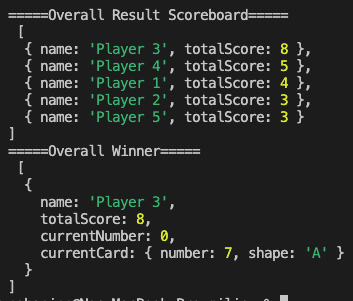 =====Overall Result Scoreboard=====
[
{ name: 'Player 3', totalScore: 8 },
{ name: 'Player 4', totalScore: 5 },
{ name: 'Player 1', totalScore: 4 },
{ name: 'Player 2', totalScore: 3 },
{ name: 'Player 5', totalScore: 3 }
]
=====Overall Winner=====
[
{
name: 'Player 3',
totalScore: 8,
currentNumber: 0,
currentCard: { number: 7, shape: 'A' }
}
]